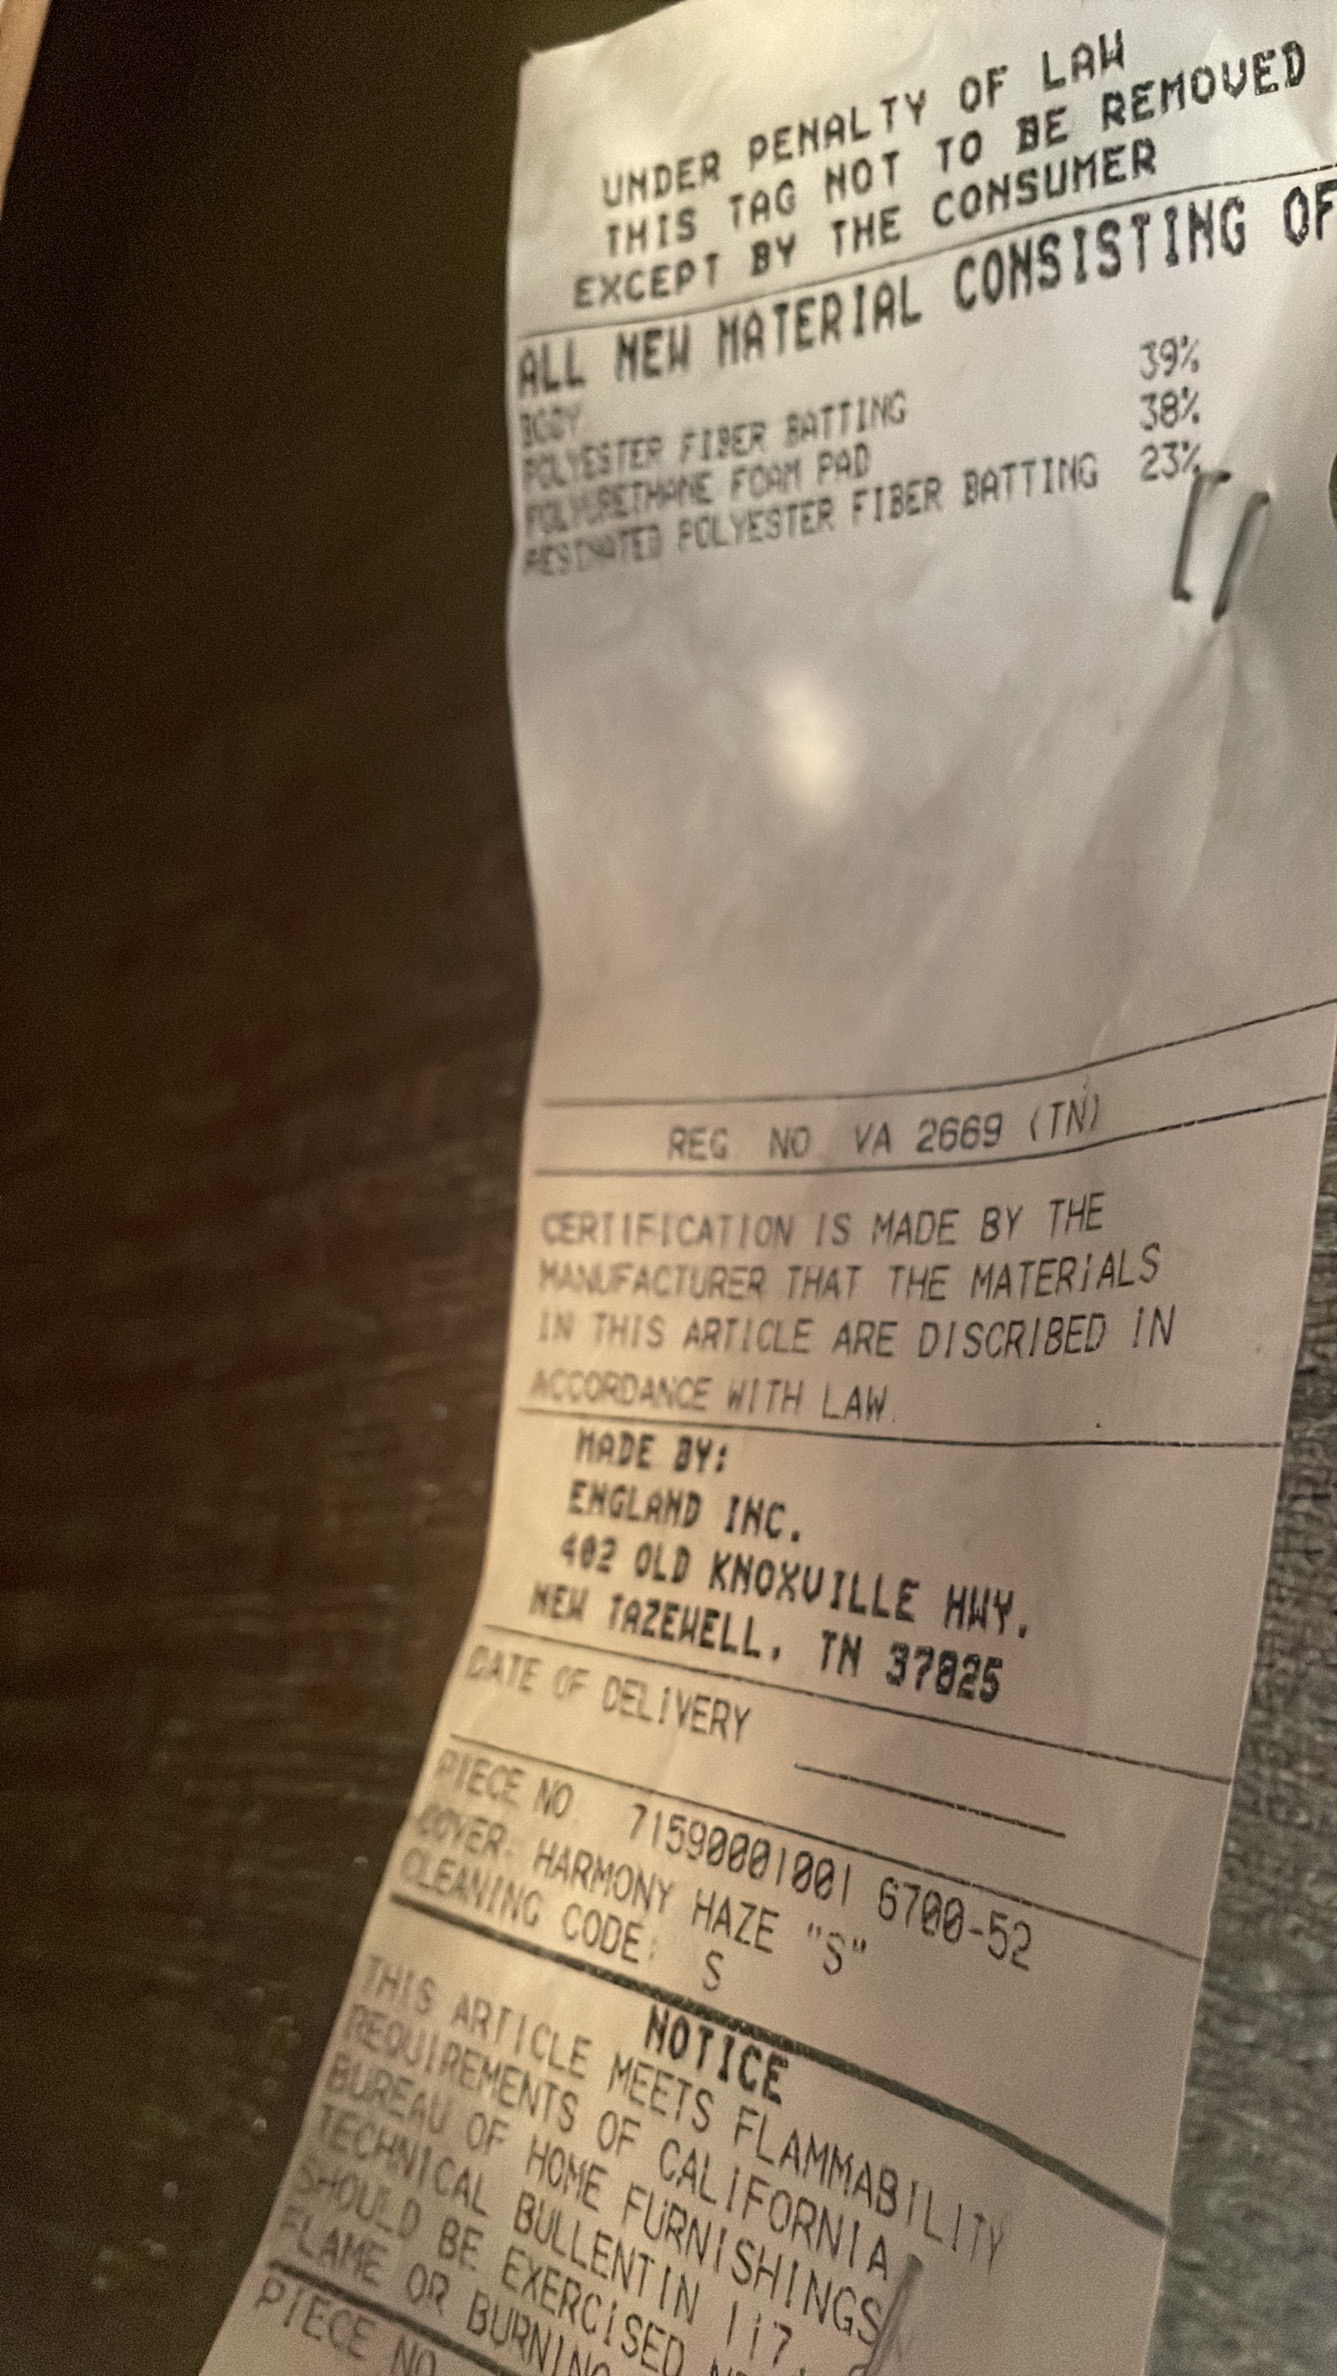 UNDER PENALTY OF LAW
THIS TAG NOT TO BE REMOVED
EXCEPT BY THE CONSUMER
ALL NEW MATERIAL CONSISTING OF
BODY
POLYESTER FIBER BATTING 39%
POLYURETHANE FOAM PAD 38%
RESINATED POLYESTER FIBER BATTING 23%
REG. NO. VA 2669 (TN)
CERTIFICATION IS MADE BY THE
MANUFACTURER THAT THE MATERIALS
IN THIS ARTICLE ARE DISCRIBED IN
ACCORDANCE WITH LAW.
MADE BY:
ENGLAND INC.
402 OLD KNOXVILLE HWY.
NEW TAZEWELL, TN 37825
DATE OF DELIVERY
PIECE NO. 71590001001 6700-52
COVER: HARMONY HAZE "S"
CLEANING CODE: S
NOTICE
THIS ARTICLE MEETS FLAMMABILITY
REQUIREMENTS OF CALIFORNIA
BUREAU OF HOME FURNISHINGS
TECHNICAL BULLENTIN 117.
SHOULD BE EXERCISED
FLAME OR BURNING
PIECE NO.